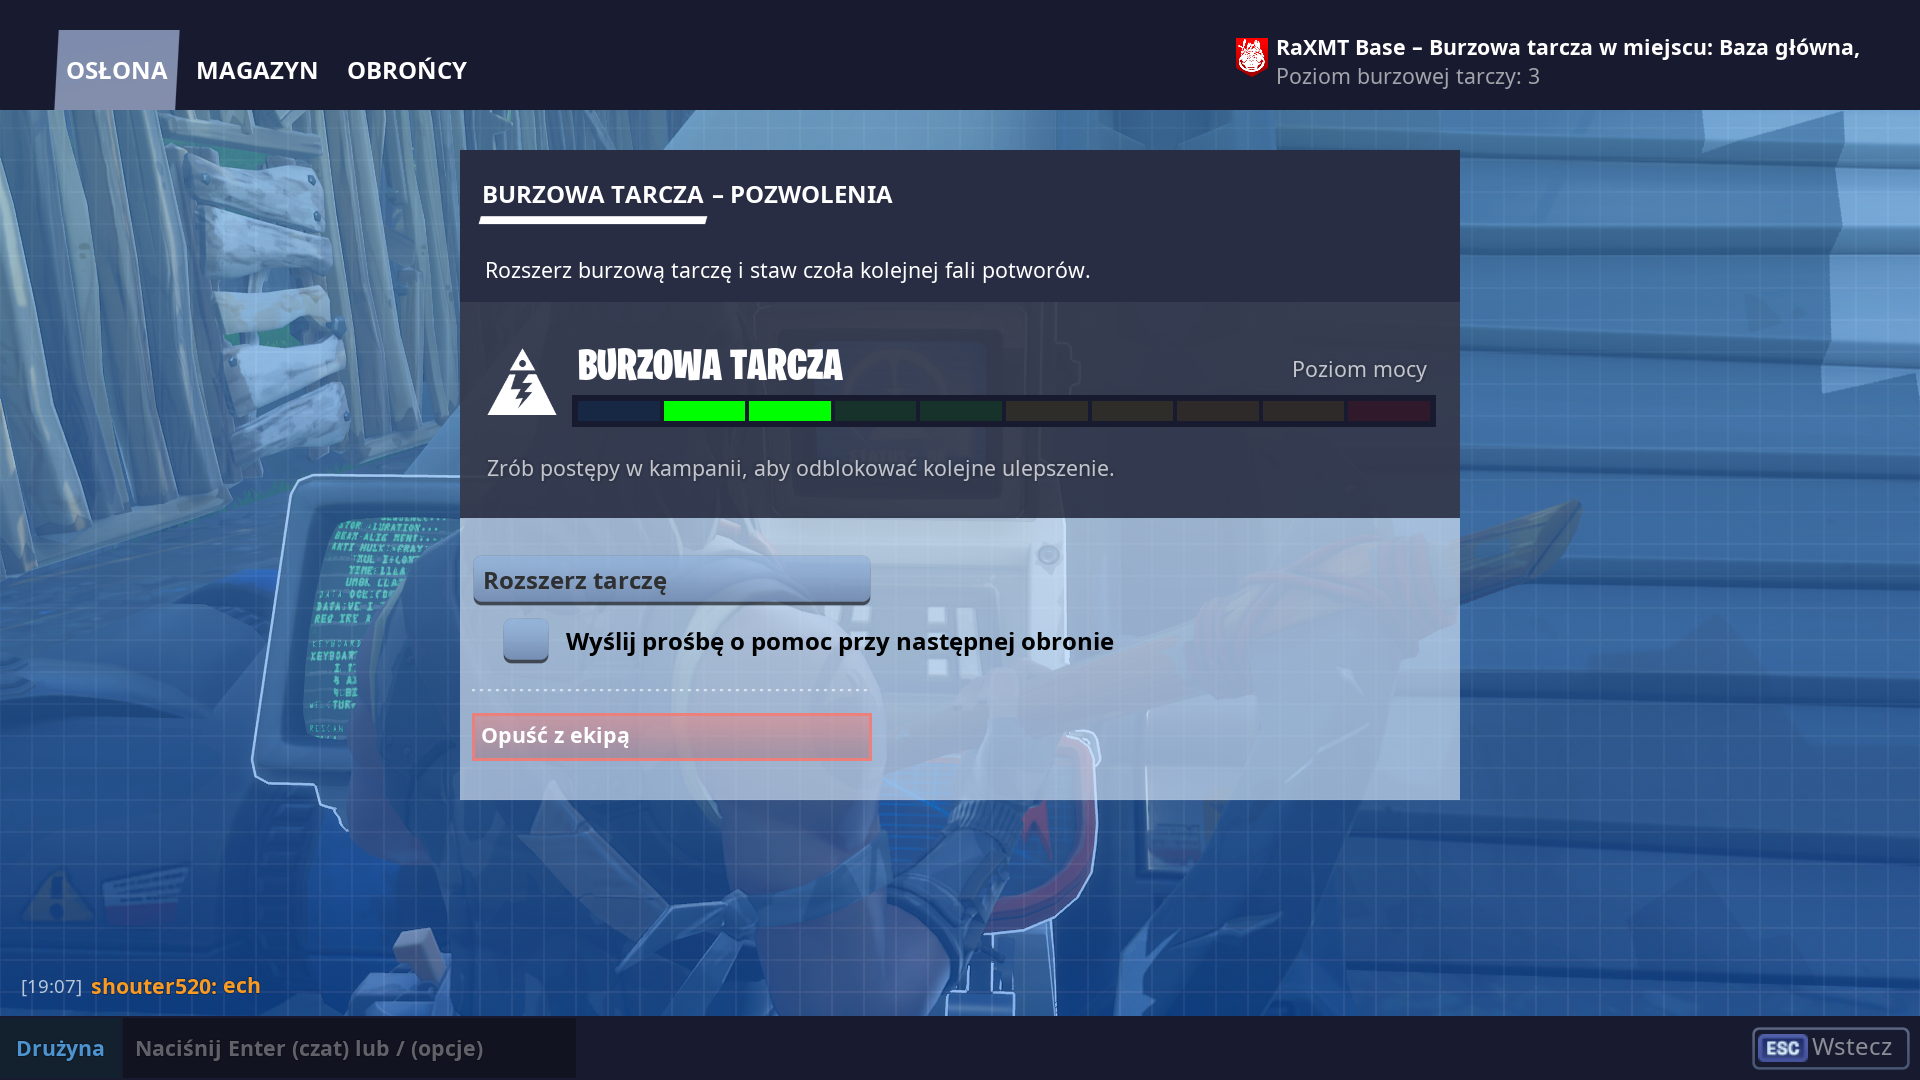 OSŁONA MAGAZYN OBROŃCY
RaXMT Base – Burzowa tarcza w miejscu: Baza główna,
Poziom burzowej tarczy: 3
BURZOWA TARCZA – POZWOLENIA
Rozszerz burzową tarczę i staw czoła kolejnej fali potworów.
BURZOWA TARCZA
Poziom mocy
Zrób postępy w kampanii, aby odblokować kolejne ulepszenie.
Rozszerz tarczę
Wyślij prośbę o pomoc przy następnej obronie
Opuść z ekipą
[19:07] shouter520: ech
Drużyna
Naciśnij Enter (czat) lub / (opcje)
ESC Wstecz